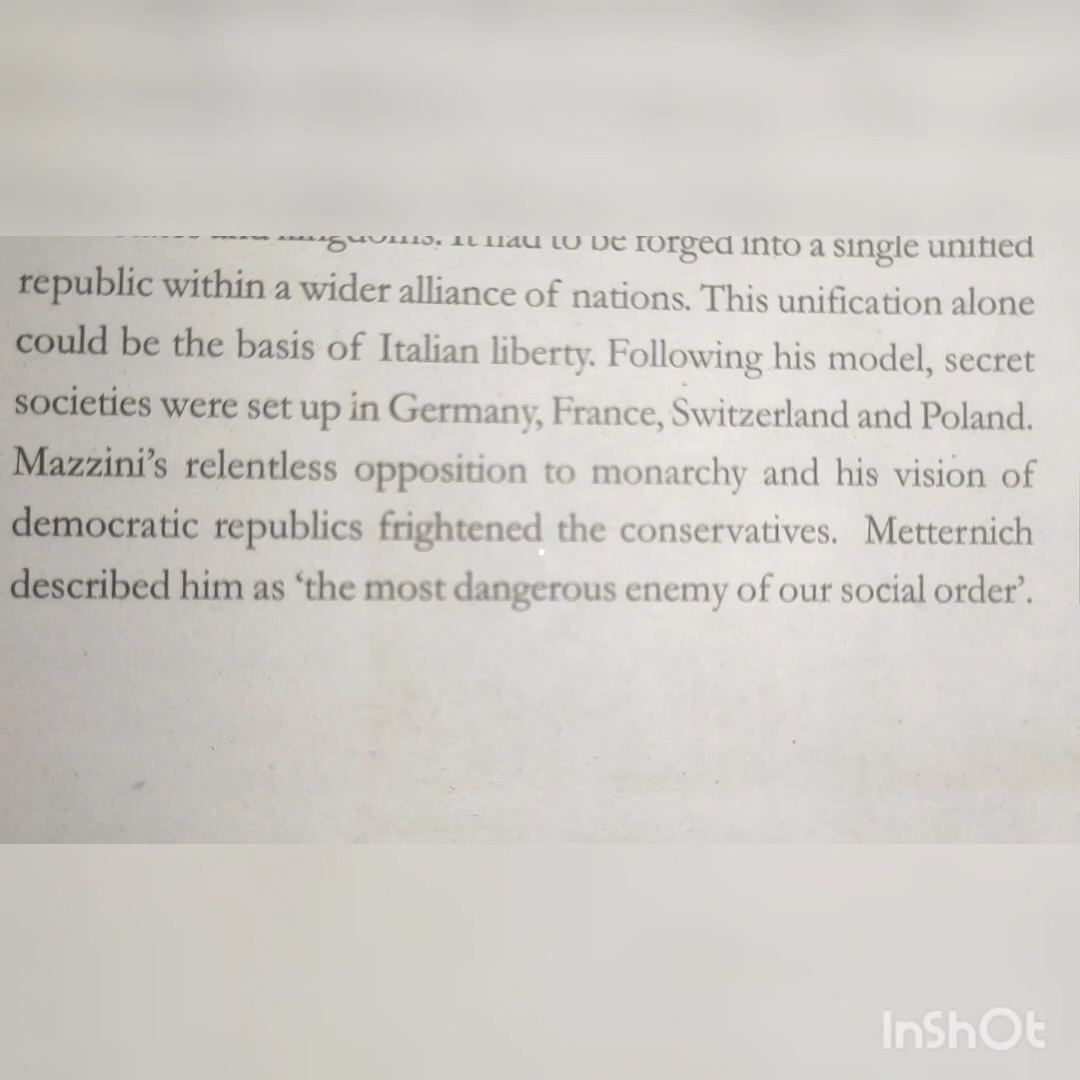 It had to be forged into a single unified
republic within a wider alliance of nations. This unification alone
could be the basis of Italian liberty. Following his model, secret
societies were set up in Germany, France, Switzerland and Poland.
Mazzini’s relentless opposition to monarchy and his vision of
democratic republics frightened the conservatives. Metternich
described him as ‘the most dangerous enemy of our social order’.
InShOt